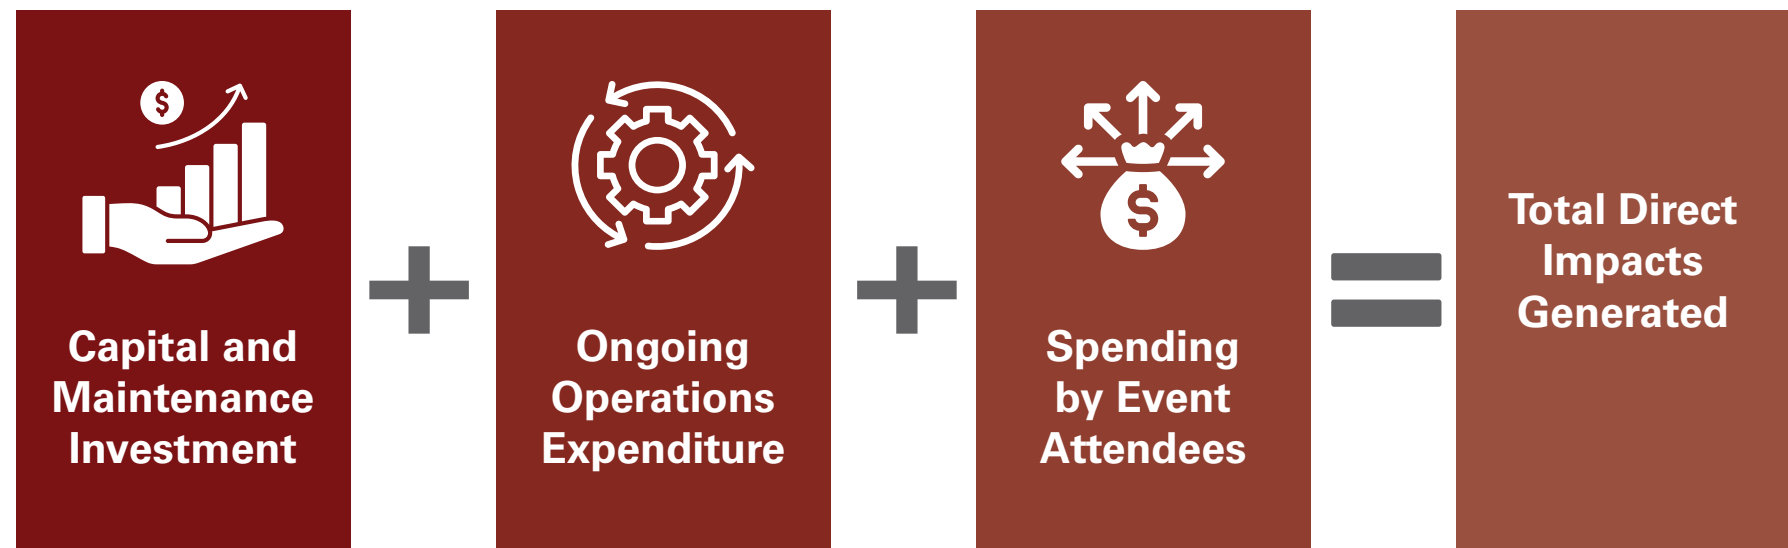 $
Capital and
Maintenance
Investment
+
Ongoing
Operations
Expenditure
+
$
Spending
by Event
Attendees
=
Total Direct
Impacts
Generated